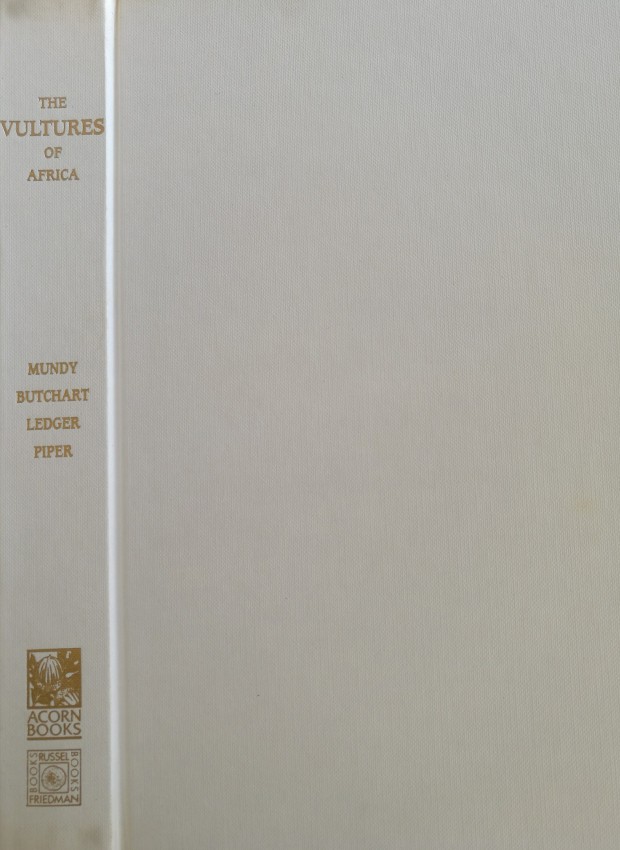 THE
VULTURES
OF
AFRICA
MUNDY
BUTCHART
LEDGER
PIPER
ACORN
BOOKS
RUSSEL
BOOKS
BOOKS
FRIEDMAN